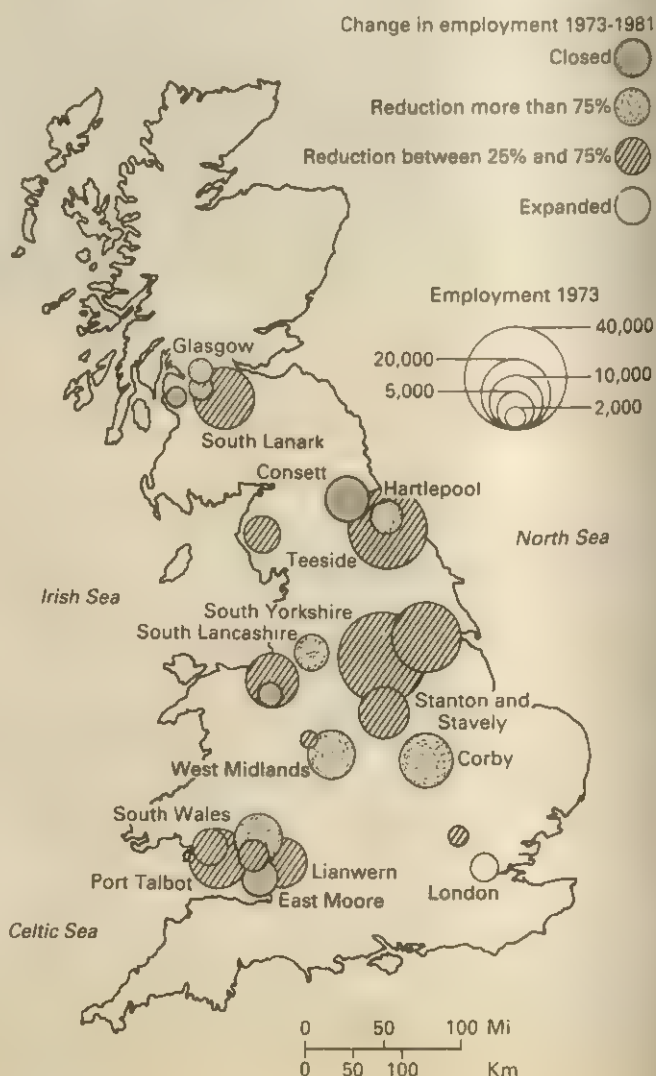 Change in employment 1973-1981
Closed
Reduction more than 75%
Reduction between 25% and 75%
Expanded
Employment 1973
40,000
20,000
10,000
5,000
2,000
Glasgow
South Lanark
Consett
Hartlepool
North Sea
Teeside
Irish Sea
South Yorkshire
South Lancashire
Stanton and
Stavely
West Midlands
Corby
South Wales
Port Talbot
Lianwern
East Moore
London
Celtic Sea
0 50 100 Mi
0 50 100 Km